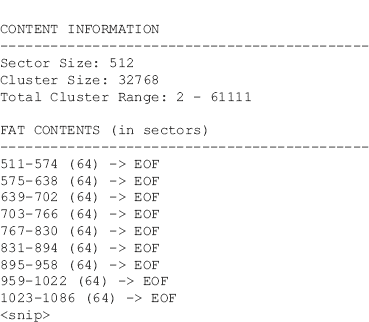 CONTENT INFORMATION
--------------------------------------------
Sector Size: 512
Cluster Size: 32768
Total Cluster Range: 2 - 61111
FAT CONTENTS (in sectors)
--------------------------------------------
511-574 (64) -> EOF
575-638 (64) -> EOF
639-702 (64) -> EOF
703-766 (64) -> EOF
767-830 (64) -> EOF
831-894 (64) -> EOF
895-958 (64) -> EOF
959-1022 (64) -> EOF
1023-1086 (64) -> EOF
<snip>